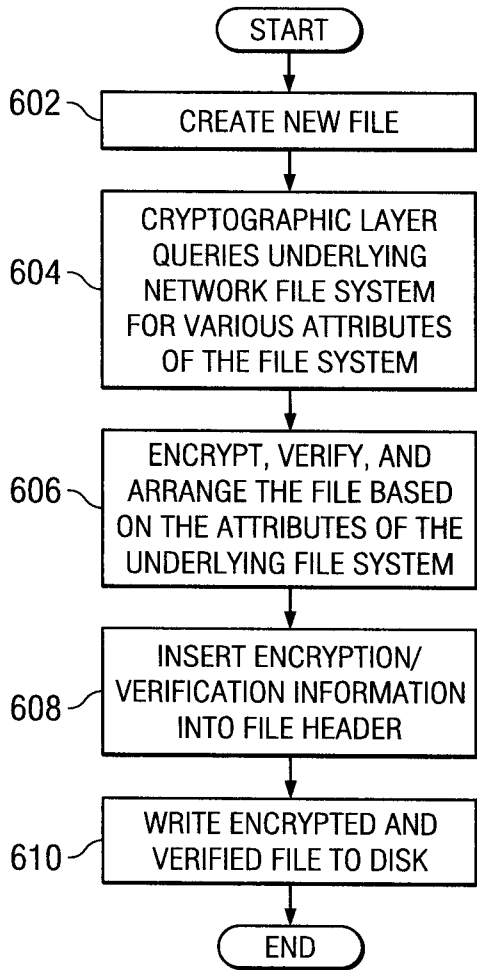 START
602
CREATE NEW FILE
604
CRYPTOGRAPHIC LAYER
QUERIES UNDERLYING
NETWORK FILE SYSTEM
FOR VARIOUS ATTRIBUTES
OF THE FILE SYSTEM
606
ENCRYPT, VERIFY, AND
ARRANGE THE FILE BASED
ON THE ATTRIBUTES OF THE
UNDERLYING FILE SYSTEM
608
INSERT ENCRYPTION/
VERIFICATION INFORMATION
INTO FILE HEADER
610
WRITE ENCRYPTED AND
VERIFIED FILE TO DISK
END